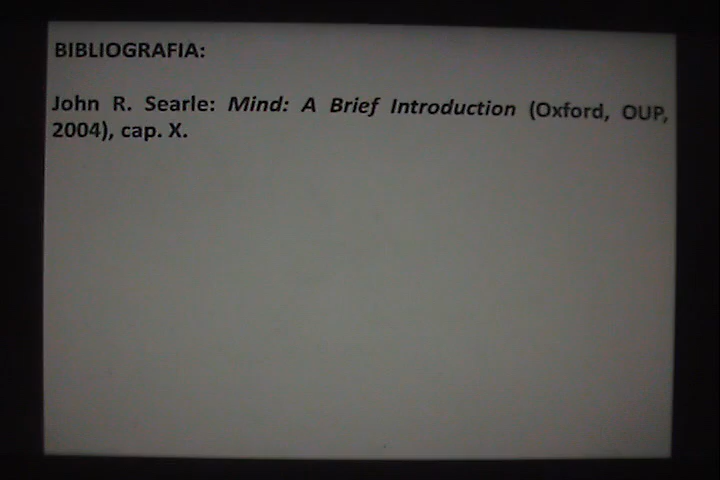 BIBLIOGRAFIA:
John R. Searle: Mind: A Brief Introduction (Oxford, OUP,
2004), cap. X.